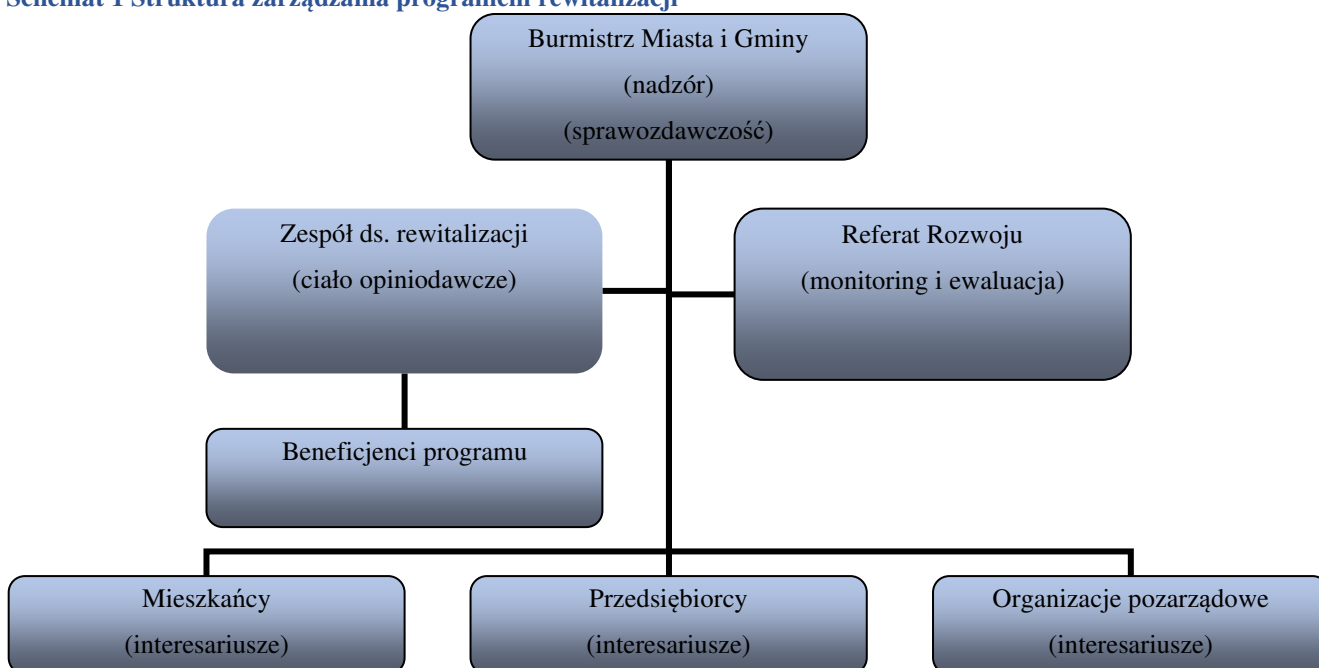 Schemat 1 Struktura zarządzania programem rewitalizacji
Burmistrz Miasta i Gminy
(nadzór)
(sprawozdawczość)
Zespół ds. rewitalizacji
(ciało opiniodawcze)
Referat Rozwoju
(monitoring i ewaluacja)
Beneficjenci programu
Mieszkańcy
(interesariusze)
Przedsiębiorcy
(interesariusze)
Organizacje pozarządowe
(interesariusze)